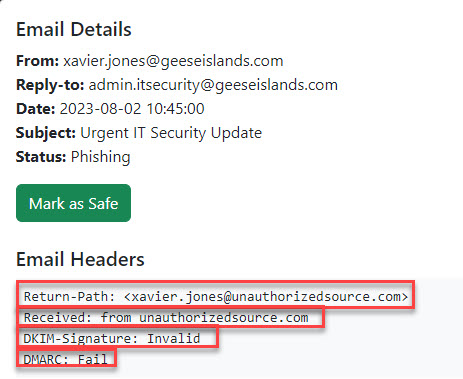 Email Details
From: xavier.jones@geeseislands.com
Reply-to: admin.itsecurity@geeseislands.com
Date: 2023-08-02 10:45:00
Subject: Urgent IT Security Update
Status: Phishing
Mark as Safe
Email Headers
Return-Path: <xavier.jones@unauthorizedsource.com>
Received: from unauthorizedsource.com
DKIM-Signature: Invalid
DMARC: Fail